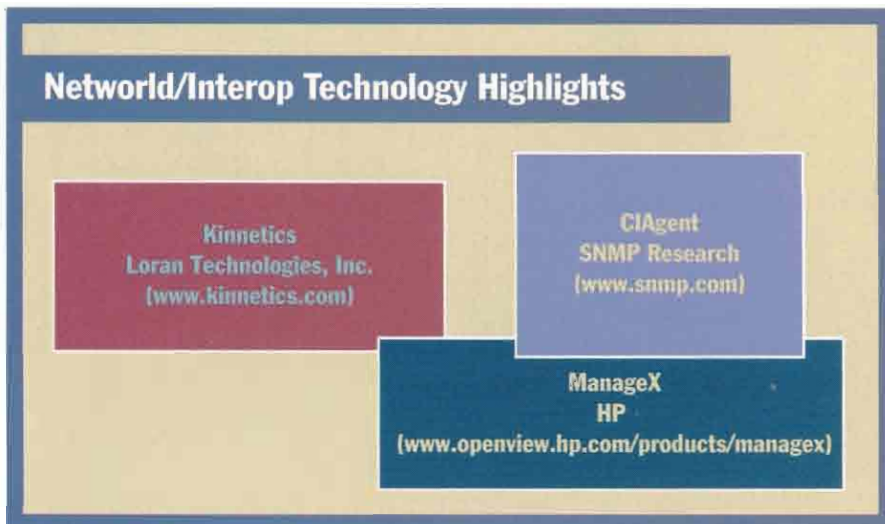 Networld/Interop Technology Highlights
Kinnetics
Loran Technologies, Inc.
(www.kinnetics.com)
CIAgent
SNMP Research
(www.snmp.com)
ManageX
HP
(www.openview.hp.com/products/managex)